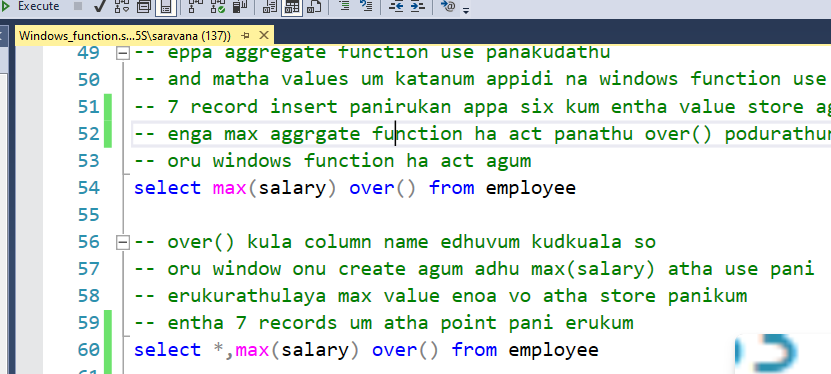 Execute
Windows_function.s...5S\saravana (137))
49 -- eppa aggregate function use panakudathu
50 -- and matha values um katanum appidi na windows function use
51 -- 7 record insert panirukan appa six kum entha value store ag
52 -- enga max aggrgate function ha act panathu over() podurathur
53 -- oru windows function ha act agum
54 select max(salary) over() from employee
55
56 -- over() kula column name edhuvum kudkuala so
57 -- oru window onu create agum adhu max(salary) atha use pani
58 -- erukurathulaya max value enoa vo atha store panikum
59 -- entha 7 records um atha point pani erukum
60 select *,max(salary) over() from employee